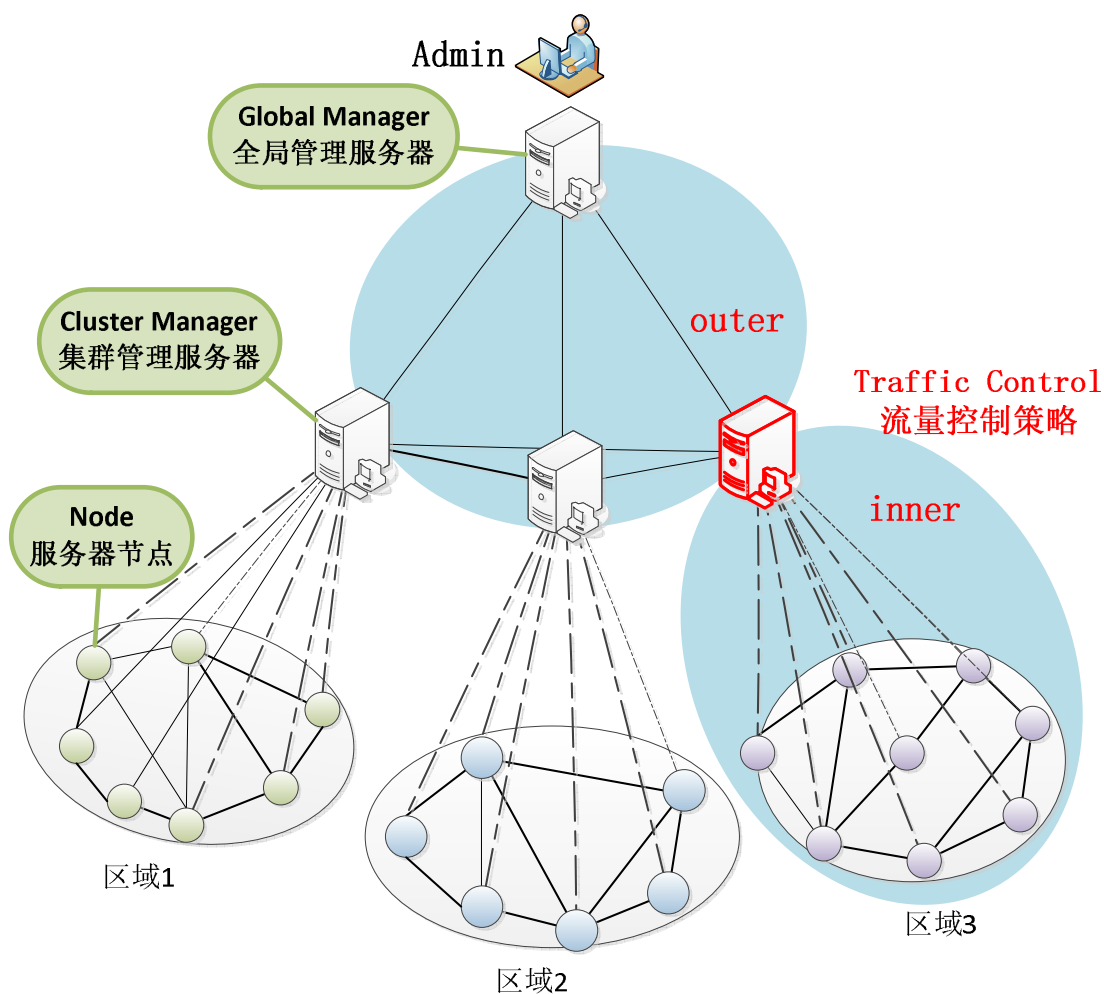 Admin
Global Manager
全局管理服务器
outer
Cluster Manager
集群管理服务器
Traffic Control
流量控制策略
inner
Node
服务器节点
区域1
区域2
区域3